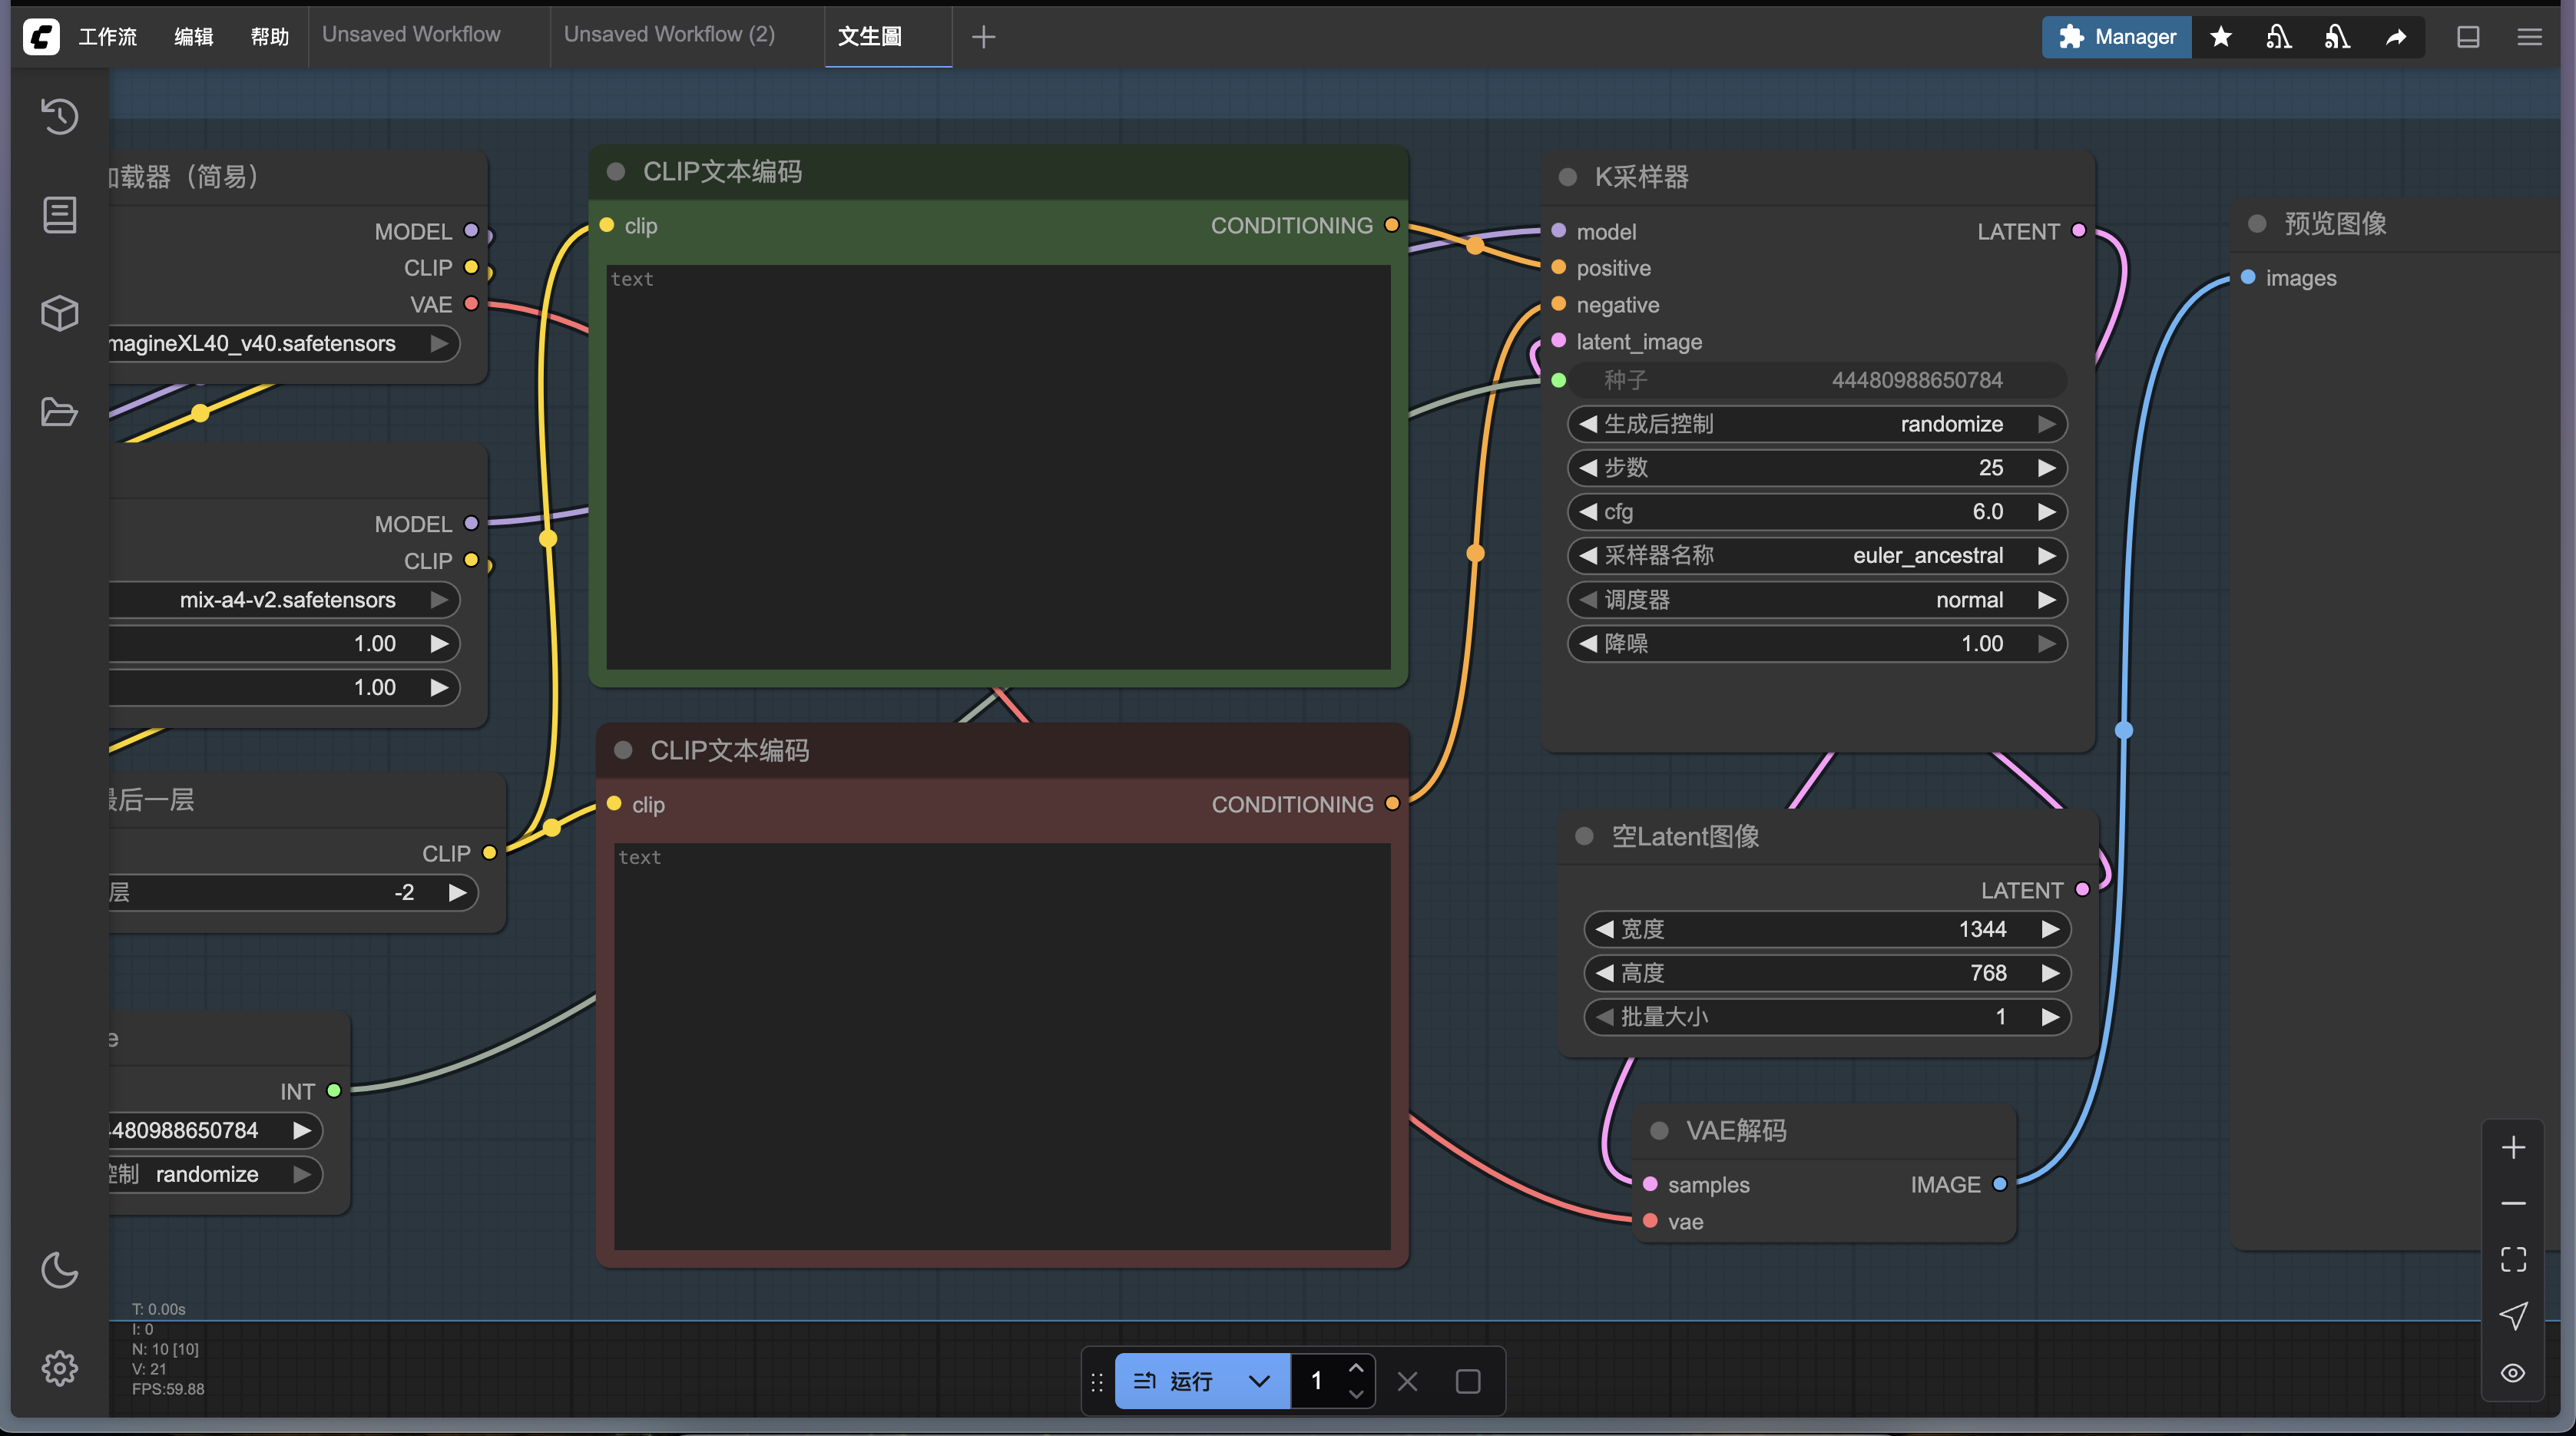 工作流 编辑 帮助 Unsaved Workflow Unsaved Workflow (2) 文生圖 Manager
加载器（简易）
MODEL
CLIP
VAE
magineXL40_v40.safetensors
MODEL
CLIP
mix-a4-v2.safetensors
1.00
1.00
最后一层
CLIP
层 -2
e
INT
4480988650784
控制 randomize
CLIP文本编码
clip CONDITIONING
text
CLIP文本编码
clip CONDITIONING
text
K采样器
model LATENT
positive
negative
latent_image
种子 44480988650784
生成后控制 randomize
步数 25
cfg 6.0
采样器名称 euler_ancestral
调度器 normal
降噪 1.00
空Latent图像
LATENT
宽度 1344
高度 768
批量大小 1
VAE解码
samples IMAGE
vae
预览图像
images
T: 0.00s
I: 0
N: 10 [10]
V: 21
FPS:59.88
运行 1